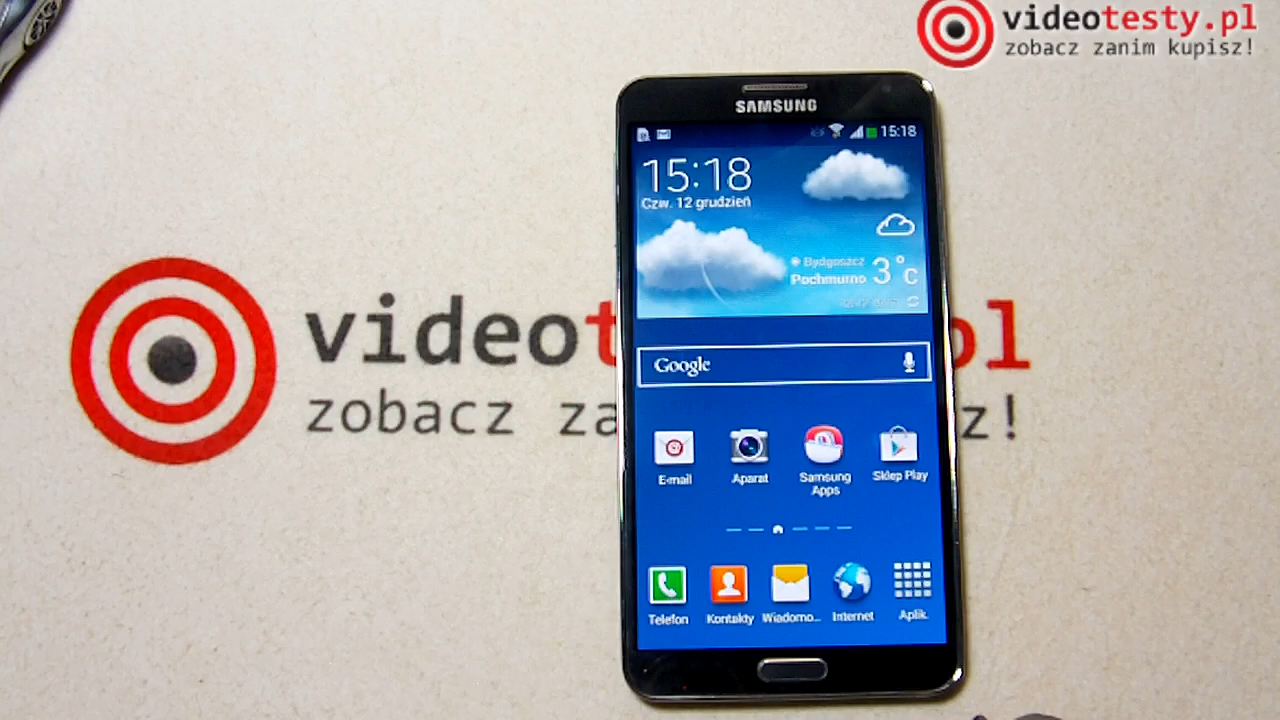 videotesty.pl
zobacz zanim kupisz!
SAMSUNG
15:18
15:18
Czw. 12 grudzień
Bydgoszcz
Pochmurno 3°C
video
.pl
zobacz za
z!
Google
E-mail
Aparat
Samsung Apps
Sklep Play
Telefon
Kontakty
Wiadomo...
Internet
Aplik.